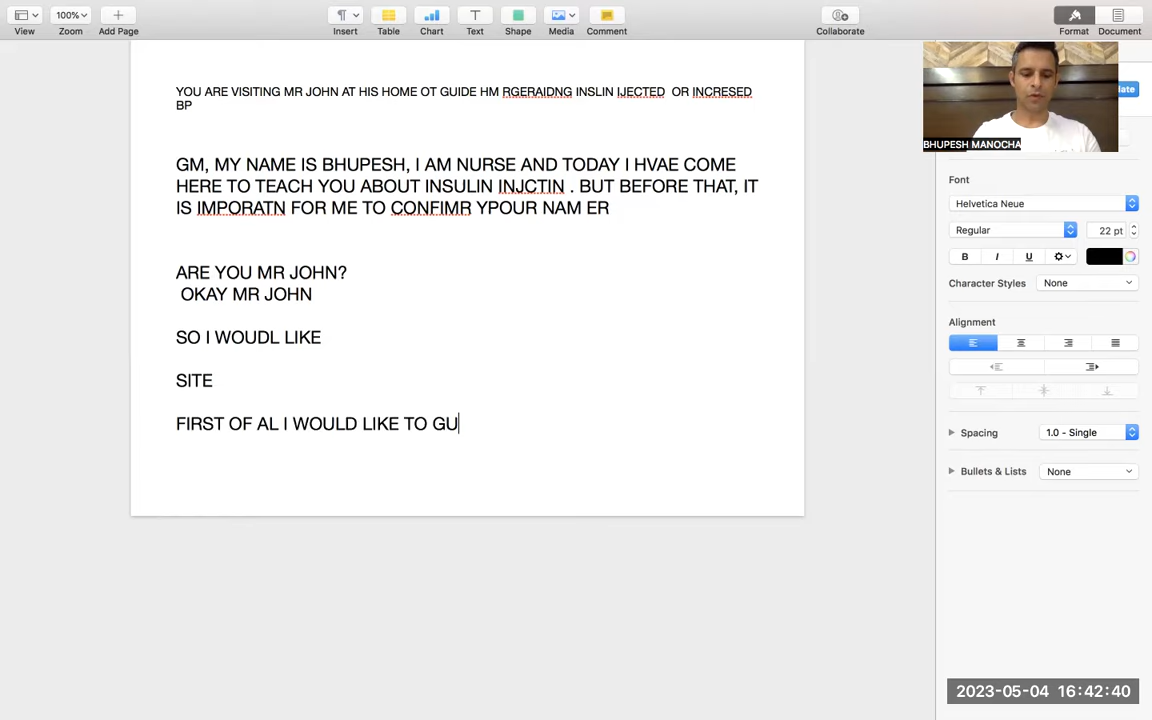 View
100%
Zoom
Add Page
Insert
Table
Chart
Text
Shape
Media
Comment
Collaborate
Format
Document
YOU ARE VISITING MR JOHN AT HIS HOME OT GUIDE HM RGERAIDNG INSLIN IJECTED OR INCRESED
BP
GM, MY NAME IS BHUPESH, I AM NURSE AND TODAY I HVAE COME
HERE TO TEACH YOU ABOUT INSULIN INJCTIN . BUT BEFORE THAT, IT
IS IMPORATN FOR ME TO CONFIMR YPOUR NAM ER
ARE YOU MR JOHN?
OKAY MR JOHN
SO I WOUDL LIKE
SITE
FIRST OF AL I WOULD LIKE TO GU
BHUPESH MANOCHA
Font
Helvetica Neue
Regular
22 pt
B I U
Character Styles
None
Alignment
Spacing
1.0 - Single
Bullets & Lists
None
2023-05-04 16:42:40